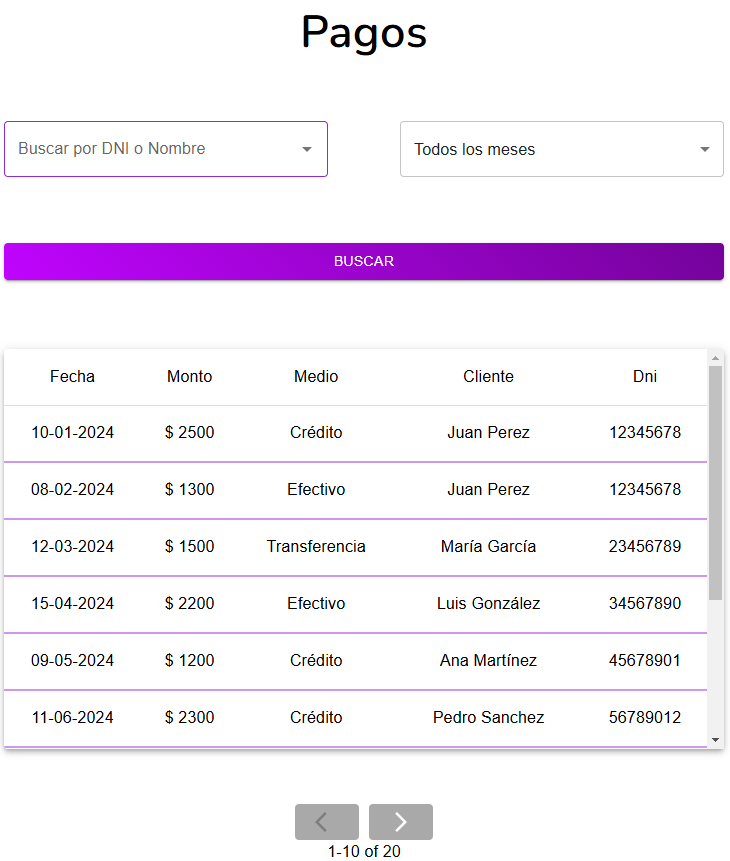 Pagos
Buscar por DNI o Nombre
Todos los meses
BUSCAR
Fecha Monto Medio Cliente Dni
10-01-2024 $ 2500 Crédito Juan Perez 12345678
08-02-2024 $ 1300 Efectivo Juan Perez 12345678
12-03-2024 $ 1500 Transferencia María García 23456789
15-04-2024 $ 2200 Efectivo Luis González 34567890
09-05-2024 $ 1200 Crédito Ana Martínez 45678901
11-06-2024 $ 2300 Crédito Pedro Sanchez 56789012
1-10 of 20